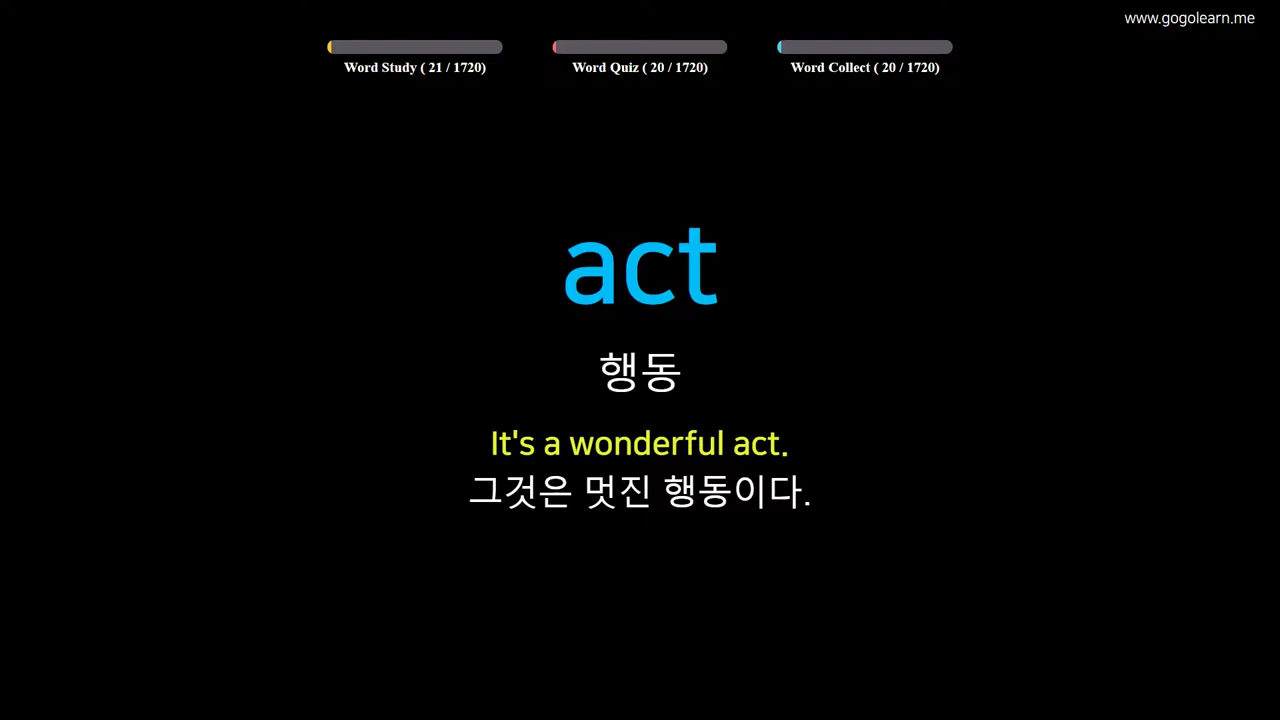 www.gogolearn.me
Word Study ( 21 / 1720)
Word Quiz ( 20 / 1720)
Word Collect ( 20 / 1720)
act
행동
It's a wonderful act.
그것은 멋진 행동이다.